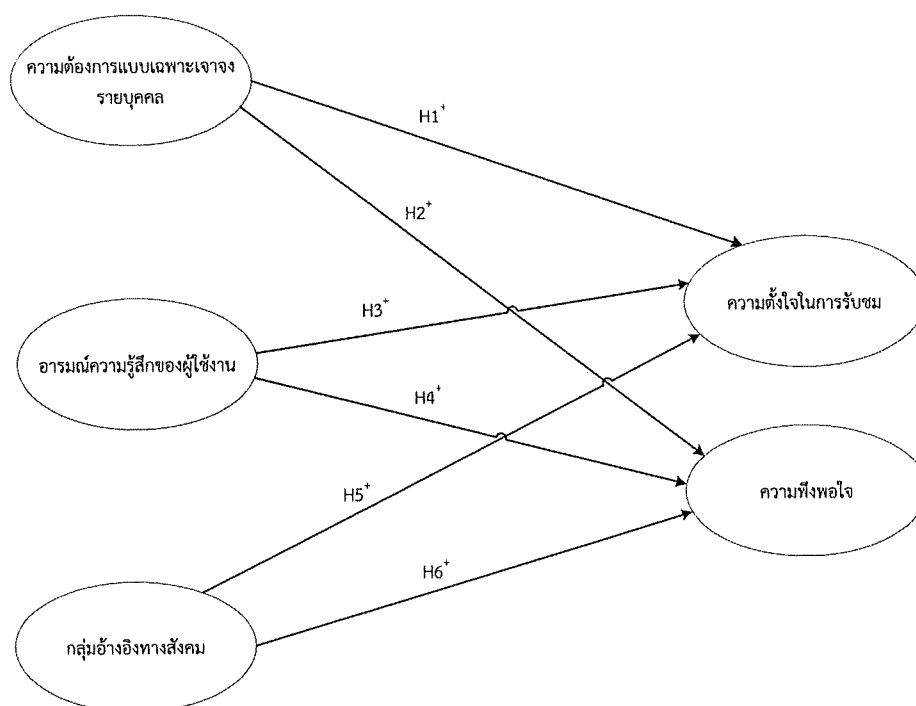 ความต้องการแบบเฉพาะเจาจง
รายบุคคล
H1+
H2+
ความตั้งใจในการรับชม
H3+
อารมณ์ความรู้สึกของผู้ใช้งาน
H4+
H5+
ความพึงพอใจ
H6+
กลุ่มอ้างอิงทางสังคม